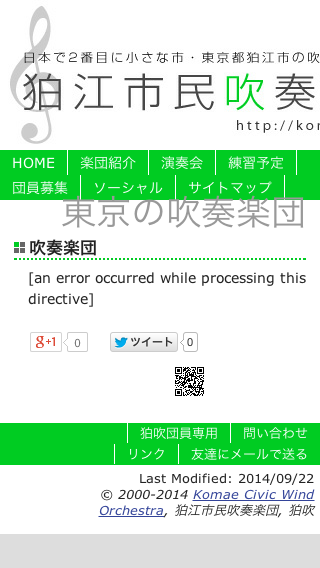 日本で2番目に小さな市・東京都狛江市の吹
狛江市民吹奏
http://kor
HOME 楽団紹介 演奏会 練習予定
団員募集 ソーシャル サイトマップ
東京の吹奏楽団
吹奏楽団
[an error occurred while processing this
directive]
g+1 0 ツイート 0
狛吹団員専用 問い合わせ
リンク 友達にメールで送る
Last Modified: 2014/09/22
© 2000-2014 Komae Civic Wind
Orchestra, 狛江市民吹奏楽団, 狛吹